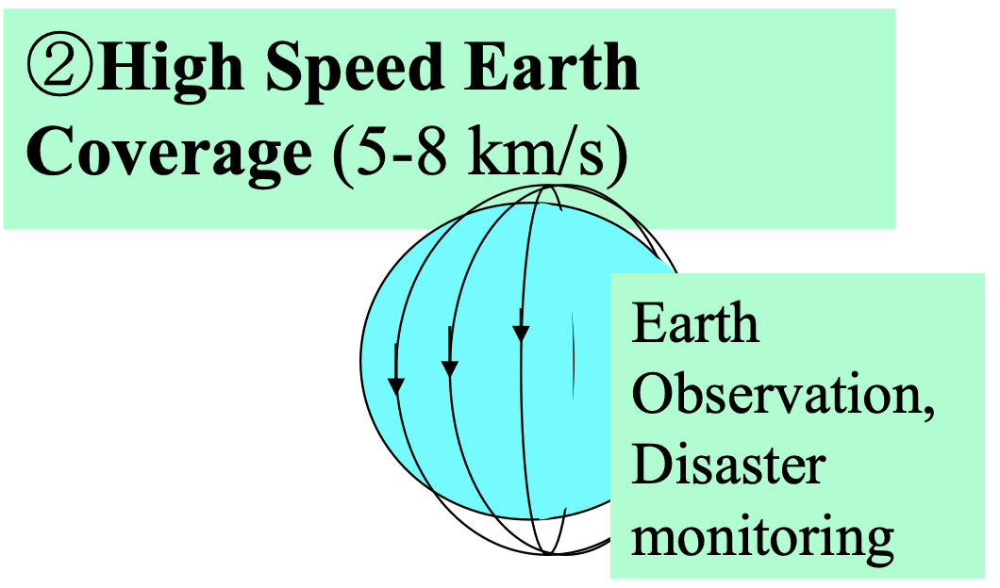 ②High Speed Earth
Coverage (5-8 km/s)
Earth
Observation,
Disaster
monitoring